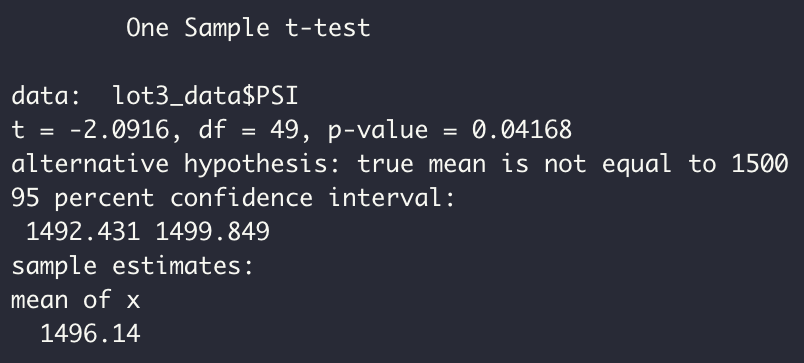 One Sample t-test
data:  lot3_data$PSI
t = -2.0916, df = 49, p-value = 0.04168
alternative hypothesis: true mean is not equal to 1500
95 percent confidence interval:
 1492.431 1499.849
sample estimates:
mean of x
  1496.14